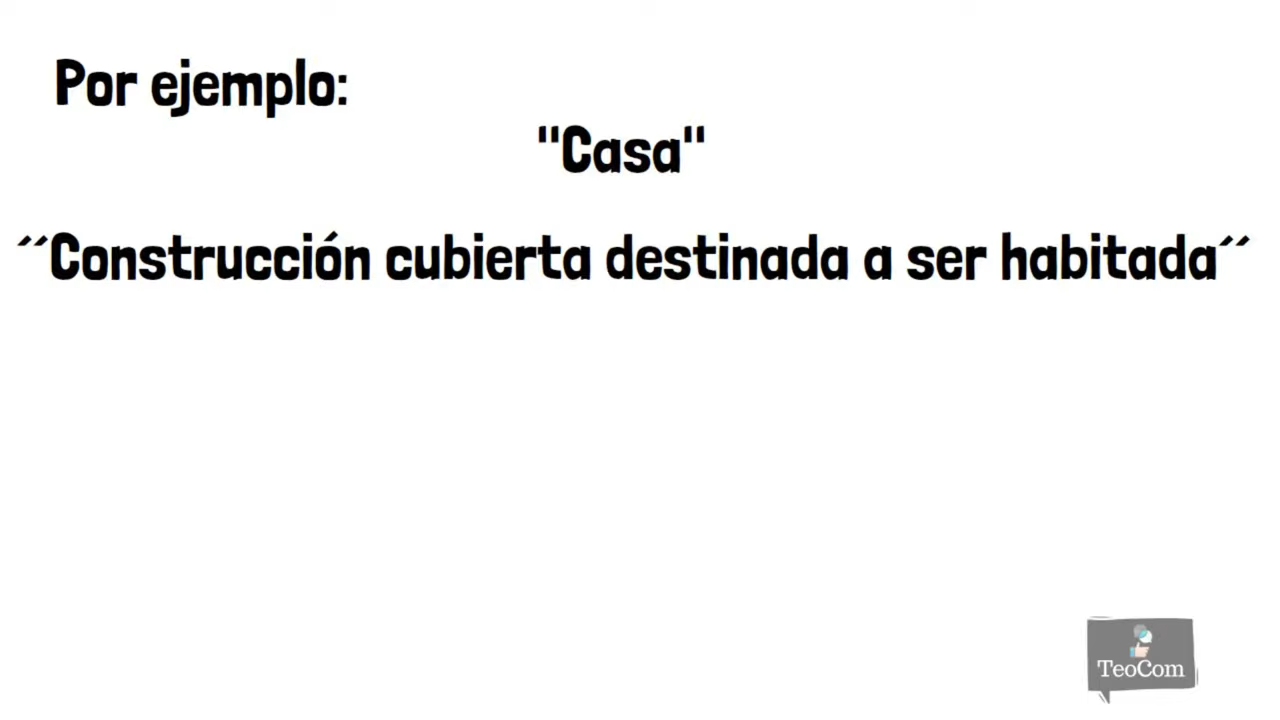 Por ejemplo:
"Casa"
´´Construcción cubierta destinada a ser habitada´´
TeoCom